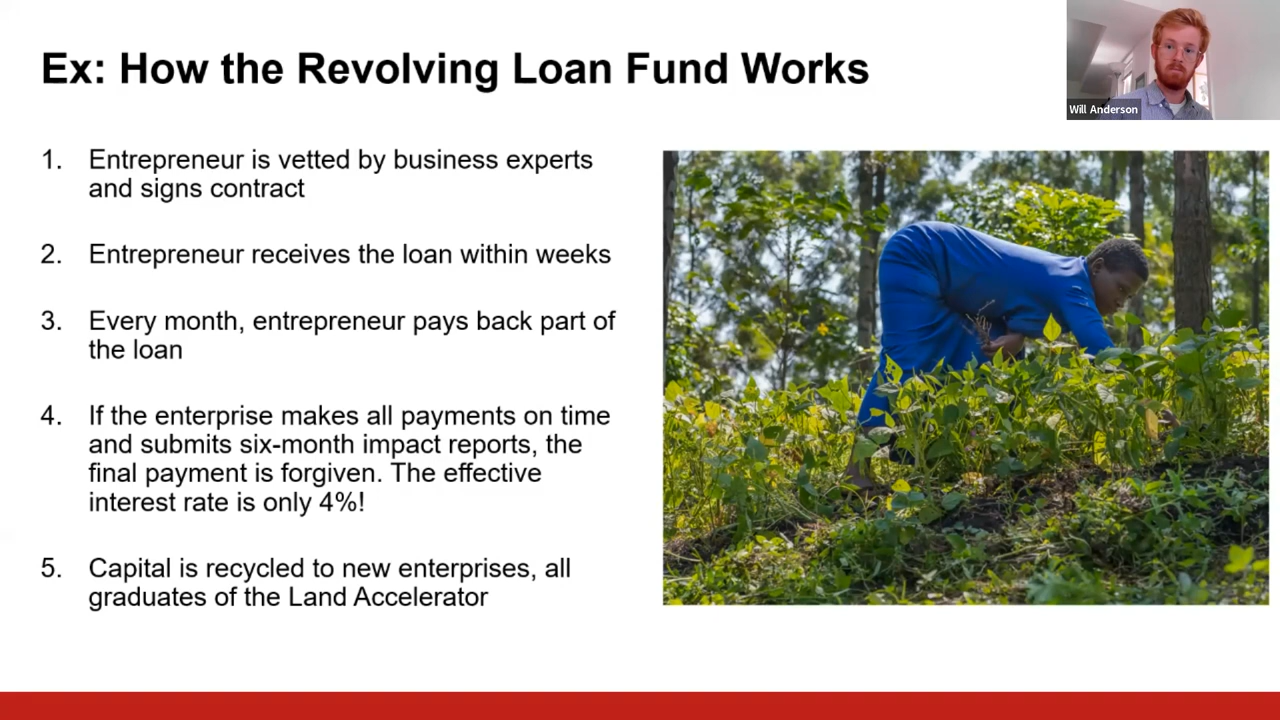 Ex: How the Revolving Loan Fund Works
Will Anderson
1. Entrepreneur is vetted by business experts
and signs contract
2. Entrepreneur receives the loan within weeks
3. Every month, entrepreneur pays back part of
the loan
4. If the enterprise makes all payments on time
and submits six-month impact reports, the
final payment is forgiven. The effective
interest rate is only 4%!
5. Capital is recycled to new enterprises, all
graduates of the Land Accelerator